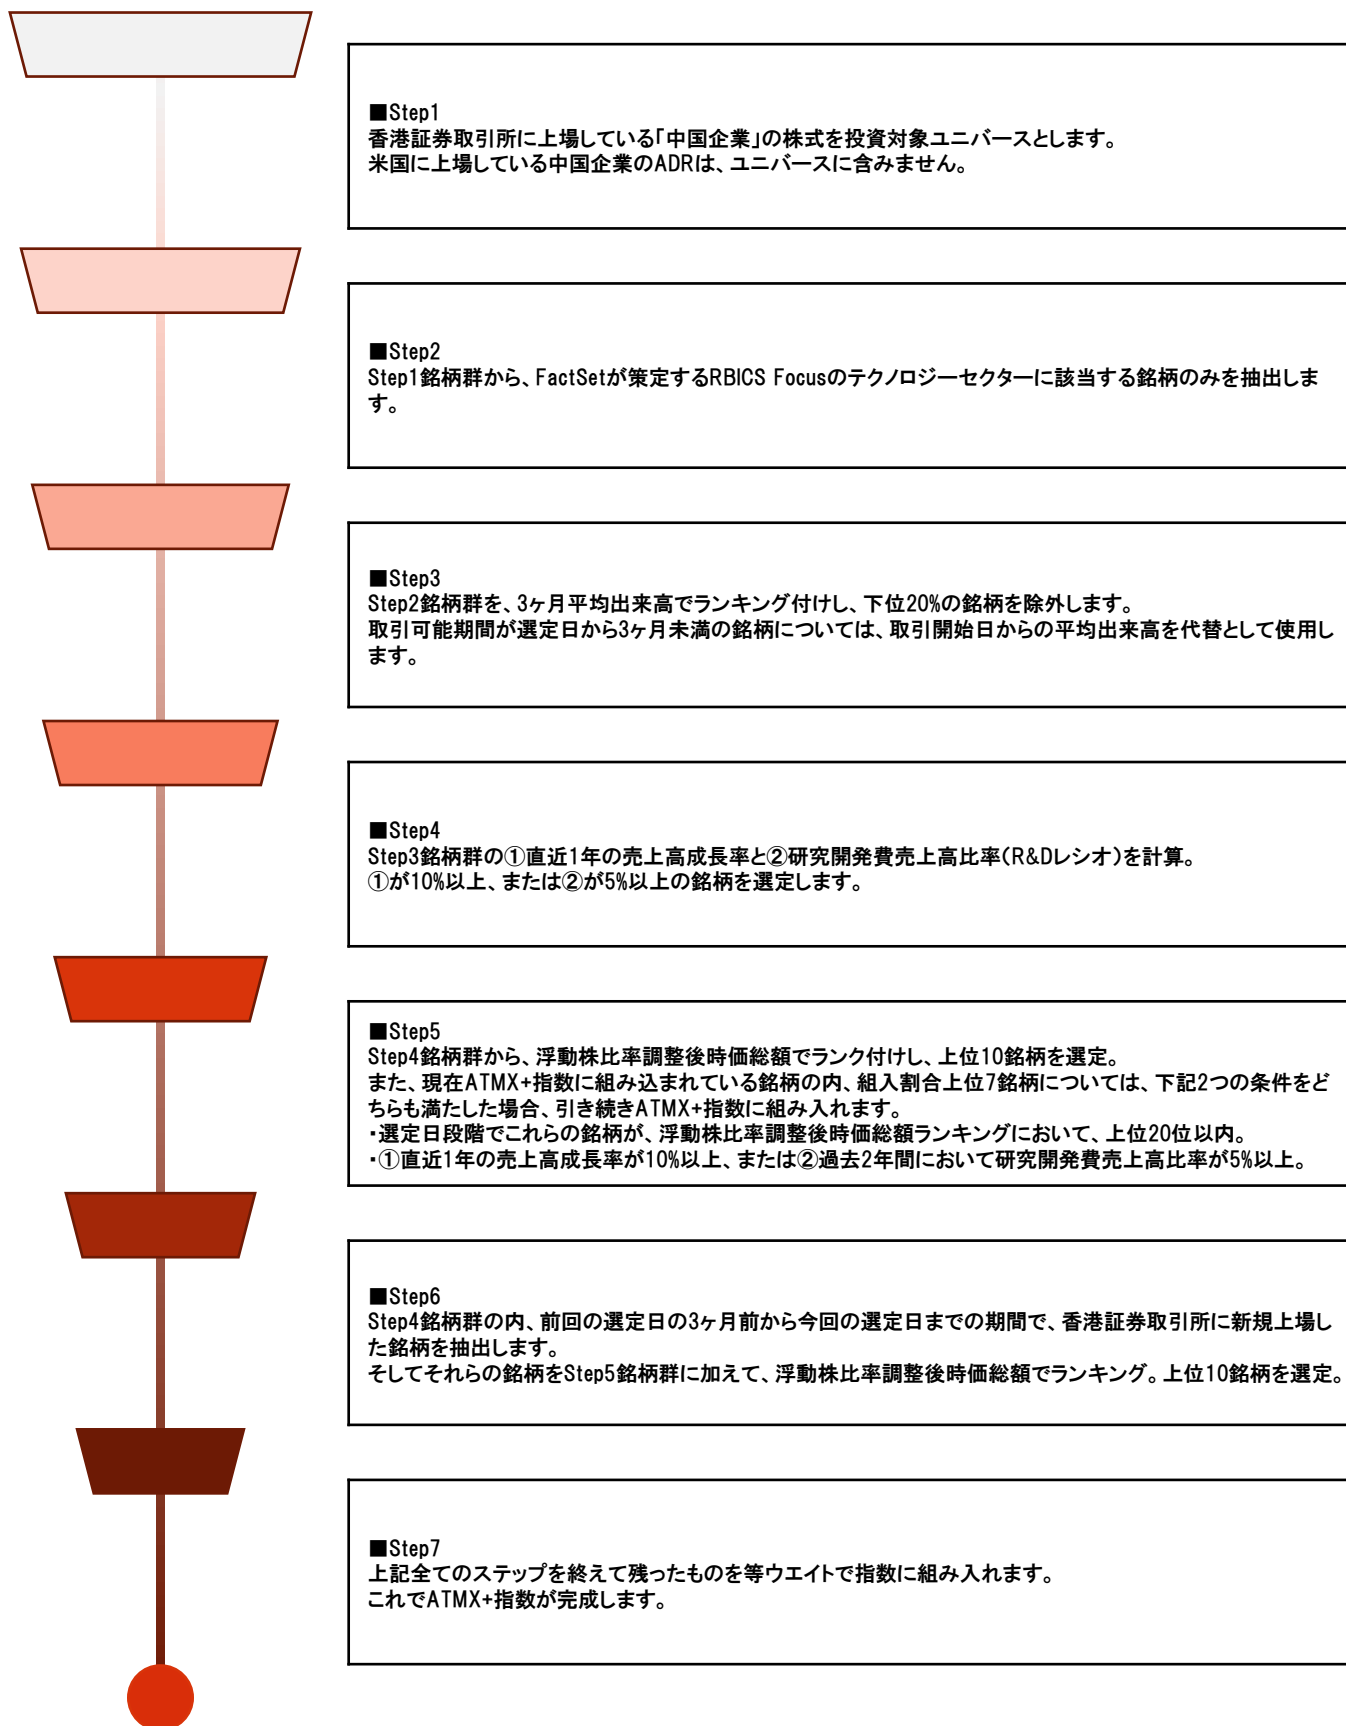 ■Step1
香港証券取引所に上場している「中国企業」の株式を投資対象ユニバースとします。
米国に上場している中国企業のADRは、ユニバースに含みません。
■Step2
Step1銘柄群から、FactSetが策定するRBICS Focusのテクノロジーセクターに該当する銘柄のみを抽出しま
す。
■Step3
Step2銘柄群を、3ヶ月平均出来高でランキング付けし、下位20%の銘柄を除外します。
取引可能期間が選定日から3ヶ月未満の銘柄については、取引開始日からの平均出来高を代替として使用し
ます。
■Step4
Step3銘柄群の①直近1年の売上高成長率と②研究開発費売上高比率（R&Dレシオ）を計算。
①が10%以上、または②が5%以上の銘柄を選定します。
■Step5
Step4銘柄群から、浮動株比率調整後時価総額でランク付けし、上位10銘柄を選定。
また、現在ATMX+指数に組み込まれている銘柄の内、組入割合上位7銘柄については、下記2つの条件をど
ちらも満たした場合、引き続きATMX+指数に組み入れます。
・選定日段階でこれらの銘柄が、浮動株比率調整後時価総額ランキングにおいて、上位20位以内。
・①直近1年の売上高成長率が10%以上、または②過去2年間において研究開発費売上高比率が5%以上。
■Step6
Step4銘柄群の内、前回の選定日の3ヶ月前から今回の選定日までの期間で、香港証券取引所に新規上場し
た銘柄を抽出します。
そしてそれらの銘柄をStep5銘柄群に加えて、浮動株比率調整後時価総額でランキング。上位10銘柄を選定。
■Step7
上記全てのステップを終えて残ったものを等ウエイトで指数に組み入れます。
これでATMX+指数が完成します。